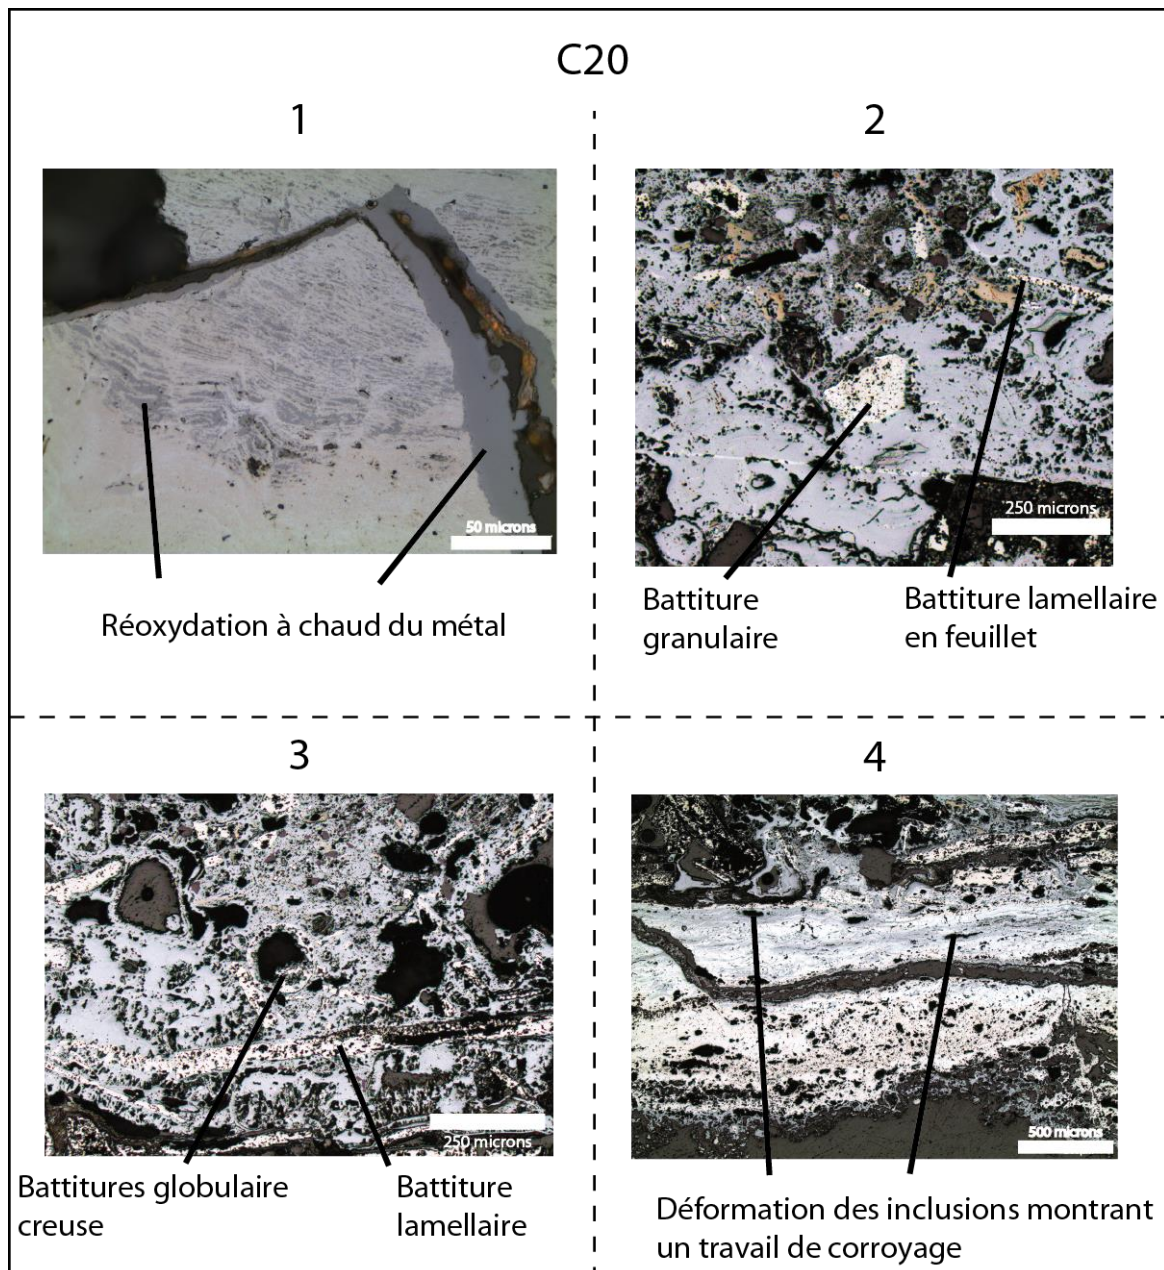 C20
1
50 microns
Réoxydation à chaud du métal
2
250 microns
Battiture
granulaire
Battiture lamellaire
en feuillet
3
250 microns
Battitures globulaire
creuse
Battiture
lamellaire
4
500 microns
Déformation des inclusions montrant
un travail de corroyage